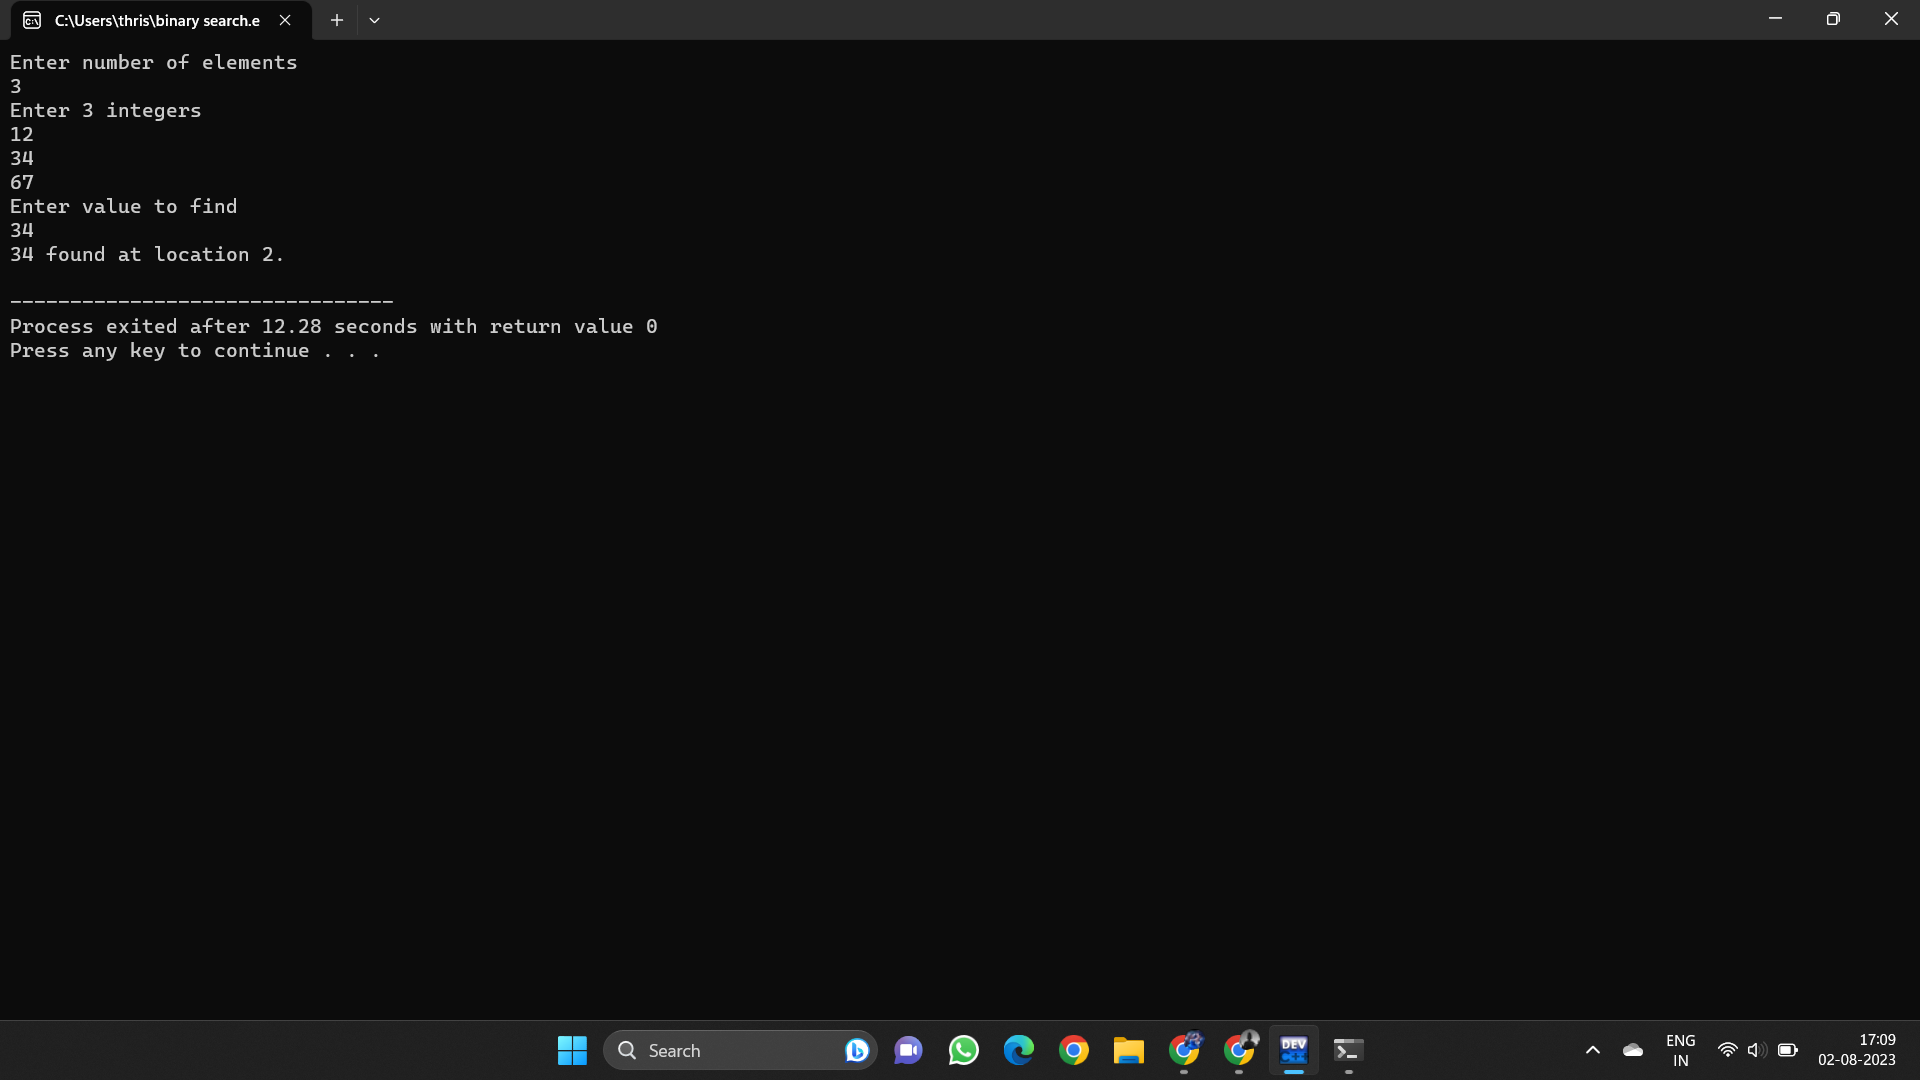 C:\Users\thris\binary search.e
Enter number of elements
3
Enter 3 integers
12
34
67
Enter value to find
34
34 found at location 2.
--------------------------------
Process exited after 12.28 seconds with return value 0
Press any key to continue . . .
Search
DEV
C++
ENG
IN
17:09
02-08-2023